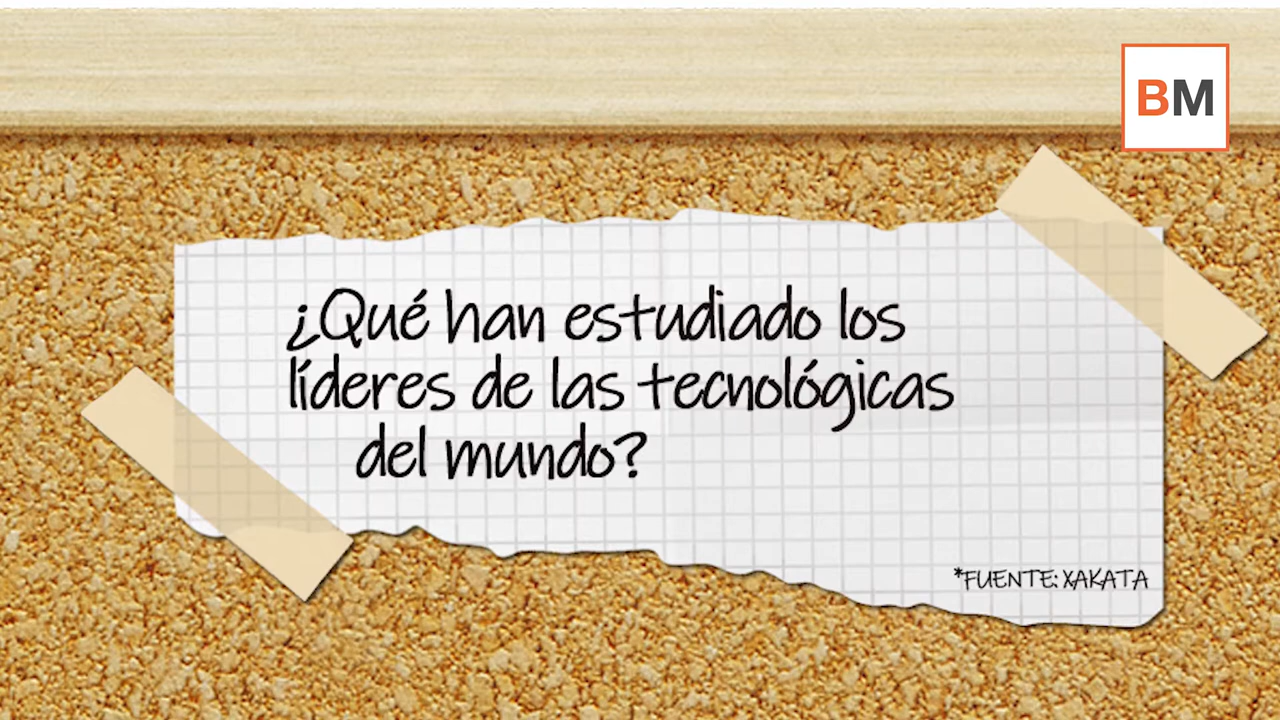 BM
¿Qué han estudiado los
líderes de las tecnológicas
del mundo?
*FUENTE: XAKATA